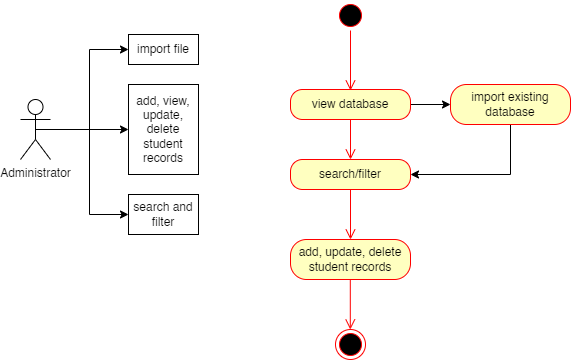 import file
add, view,
update,
delete
student
records
Administrator
search and
filter
view database
import existing
database
search/filter
add, update, delete
student records